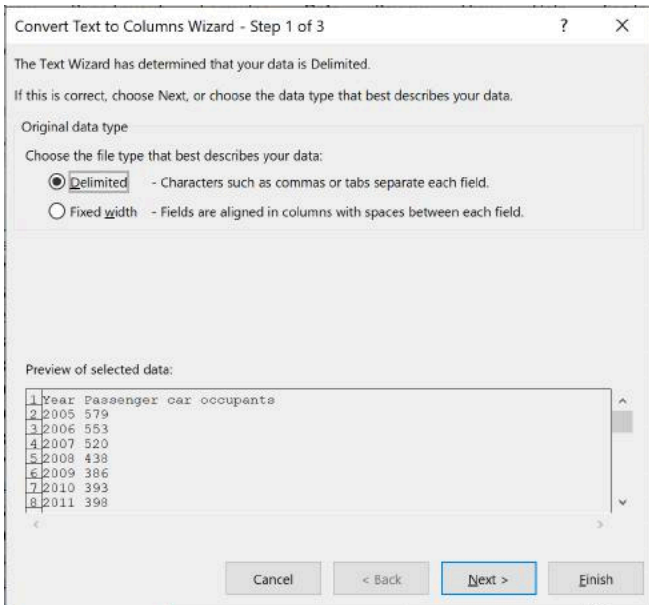 Convert Text to Columns Wizard - Step 1 of 3 ? X
The Text Wizard has determined that your data is Delimited.
If this is correct, choose Next, or choose the data type that best describes your data.
Original data type
Choose the file type that best describes your data:
Delimited - Characters such as commas or tabs separate each field.
Fixed width - Fields are aligned in columns with spaces between each field.
Preview of selected data:
1 Year Passenger car occupants
2 2005 579
3 2006 553
4 2007 520
5 2008 438
6 2009 386
7 2010 393
8 2011 398
Cancel < Back Next > Finish